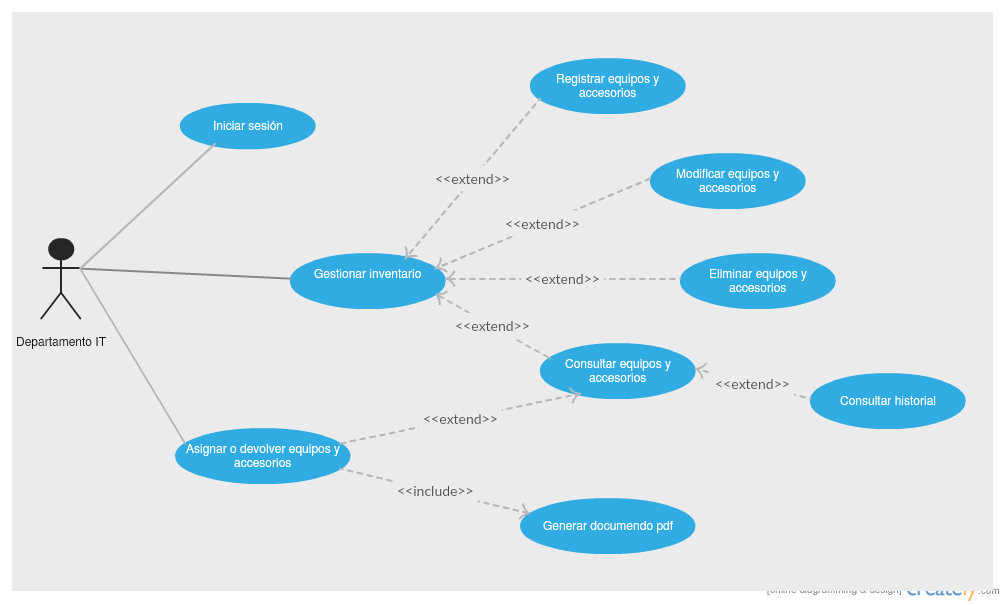 Registrar equipos y
accesorios
Iniciar sesión
<<extend>>
Modificar equipos y
accesorios
<<extend>>
Gestionar inventario
<<extend>>
Eliminar equipos y
accesorios
Departamento IT
<<extend>>
Consultar equipos y
accesorios
<<extend>>
Consultar historial
<<extend>>
Asignar o devolver equipos y
accesorios
<<include>>
Generar documendo pdf
[online diagramming & design] creately.com